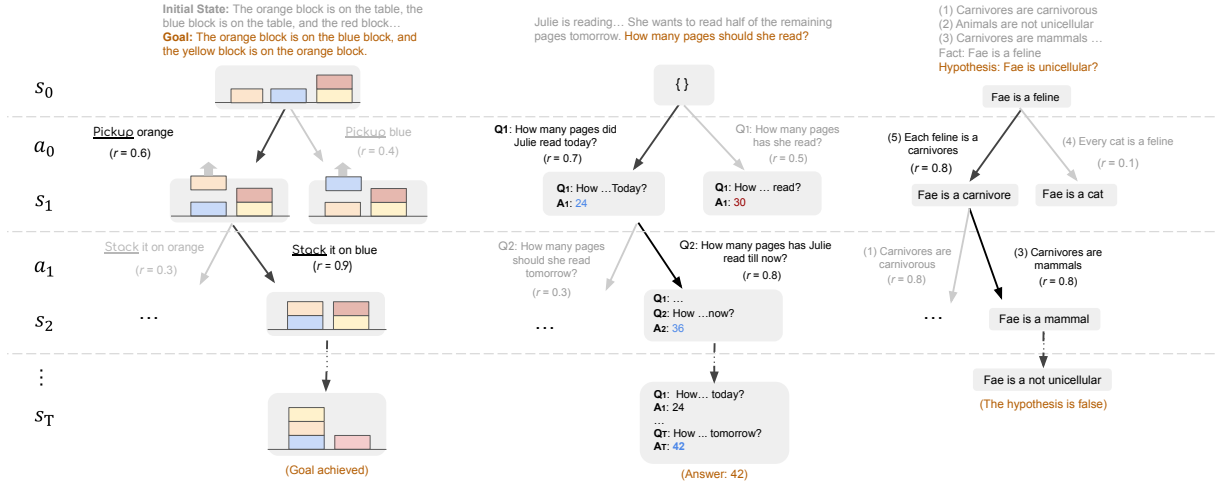 Initial State: The orange block is on the table, the
blue block is on the table, and the red block…
Goal: The orange block is on the blue block, and
the yellow block is on the orange block.
Julie is reading… She wants to read half of the remaining
pages tomorrow. How many pages should she read?
(1) Carnivores are carnivorous
(2) Animals are not unicellular
(3) Carnivores are mammals …
Fact: Fae is a feline
Hypothesis: Fae is unicellular?
s0
{ }
Fae is a feline
a0
Pickup orange
(r = 0.6)
Pickup blue
(r = 0.4)
Q1: How many pages did
Julie read today?
(r = 0.7)
Q1: How many pages
has she read?
(r = 0.5)
(5) Each feline is a
carnivores
(r = 0.8)
(4) Every cat is a feline
(r = 0.1)
s1
Q1: How …Today?
A1: 24
Q1: How … read?
A1: 30
Fae is a carnivore
Fae is a cat
a1
Stack it on orange
(r = 0.3)
Stack it on blue
(r = 0.9)
Q2: How many pages
should she read
tomorrow?
(r = 0.3)
Q2: How many pages has Julie
read till now?
(r = 0.8)
(1) Carnivores are
carnivorous
(r = 0.8)
(3) Carnivores are
mammals
(r = 0.8)
s2
…
…
Q1: …
Q2: How …now?
A2: 36
…
Fae is a mammal
⋮
sT
Q1: How… today?
A1: 24
…
QT: How ... tomorrow?
AT: 42
Fae is a not unicellular
(The hypothesis is false)
(Goal achieved)
(Answer: 42)